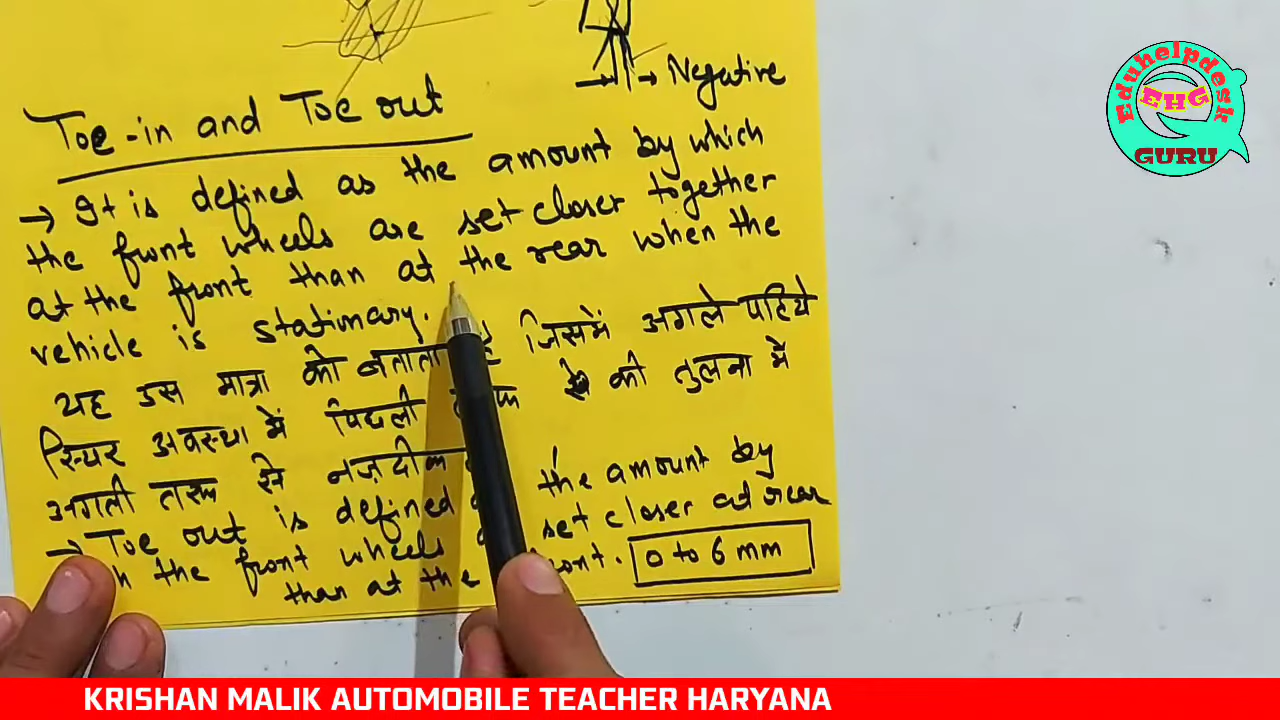 → Negative
Toe-in and Toe out
→ It is defined as the amount by which
the front wheels are set closer together
at the front than at the rear when the
vehicle is stationary.
यह उस मात्रा को बताता है जिसमें अगले पहिये
स्थिर अवस्था में पिछली की तुलना में
अगली तरफ से नज़दीक
→ Toe out is defined the amount by
the front wheels set closer at rear
than at the front. 0 to 6 mm
Eduhelpdesk
EHG
GURU
KRISHAN MALIK AUTOMOBILE TEACHER HARYANA